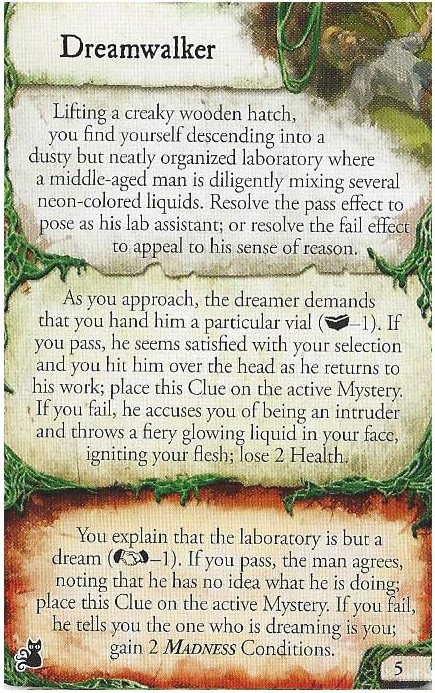 Dreamwalker
Lifting a creaky wooden hatch,
you find yourself descending into a
dusty but neatly organized laboratory where
a middle-aged man is diligently mixing several
neon-colored liquids. Resolve the pass effect to
pose as his lab assistant; or resolve the fail effect
to appeal to his sense of reason.
As you approach, the dreamer demands
that you hand him a particular vial (–1). If
you pass, he seems satisfied with your selection
and you hit him over the head as he returns to
his work; place this Clue on the active Mystery.
If you fail, he accuses you of being an intruder
and throws a fiery glowing liquid in your face,
igniting your flesh; lose 2 Health.
You explain that the laboratory is but a
dream (–1). If you pass, the man agrees,
noting that he has no idea what he is doing;
place this Clue on the active Mystery. If you fail,
he tells you the one who is dreaming is you;
gain 2 MADNESS Conditions.
5